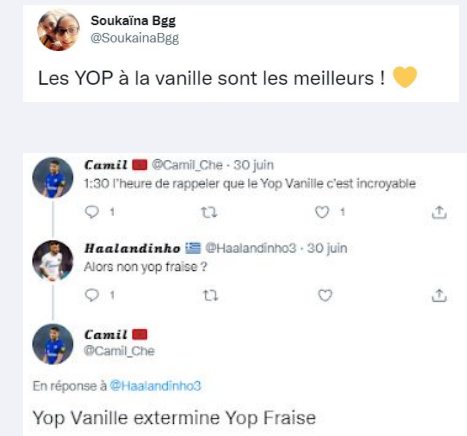 Soukaïna Bgg
@SoukainaBgg
Les YOP à la vanille sont les meilleurs !
Camil @Camil_Che · 30 juin
1:30 l'heure de rappeler que le Yop Vanille c'est incroyable
1 1
Haalandinho @Haalandinho3 · 30 juin
Alors non yop fraise ?
1
Camil
@Camil_Che
En réponse à @Haalandinho3
Yop Vanille extermine Yop Fraise